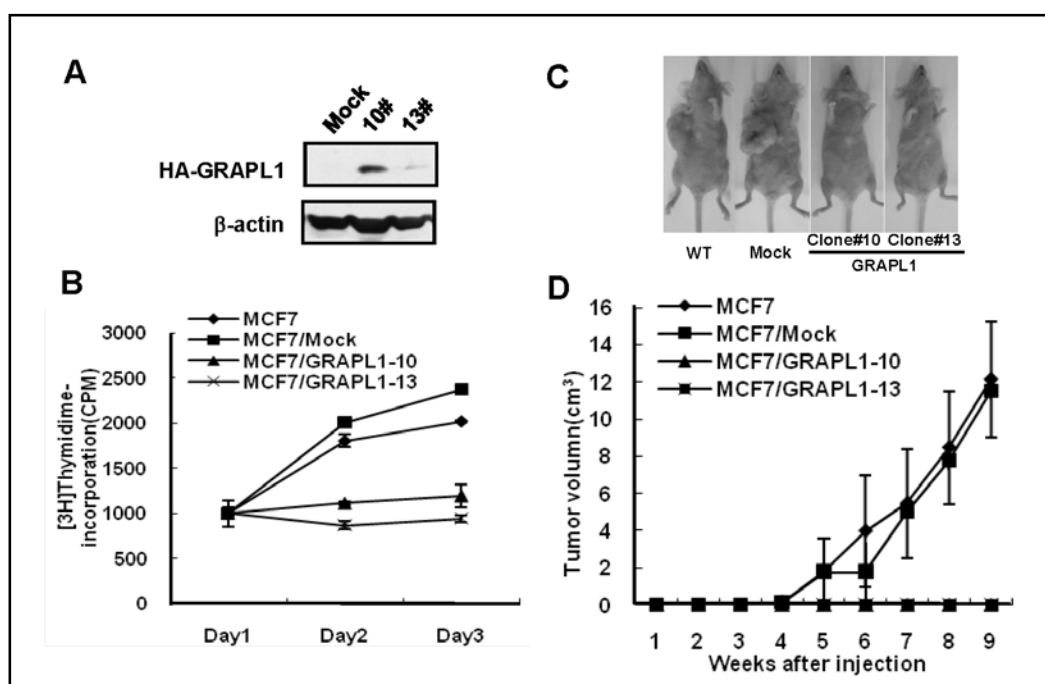 A
Mock 10# 13#
HA-GRAPL1
β-actin
B
MCF7
MCF7/Mock
MCF7/GRAPL1-10
MCF7/GRAPL1-13
[3H]Thymidime-
incorporation(CPM)
3000
2500
2000
1500
1000
500
0
Day1 Day2 Day3
C
WT Mock Clone#10 Clone#13
GRAPL1
D
MCF7
MCF7/Mock
MCF7/GRAPL1-10
MCF7/GRAPL1-13
Tumor volumn(cm³)
16
14
12
10
8
6
4
2
0
1 2 3 4 5 6 7 8 9
Weeks after injection